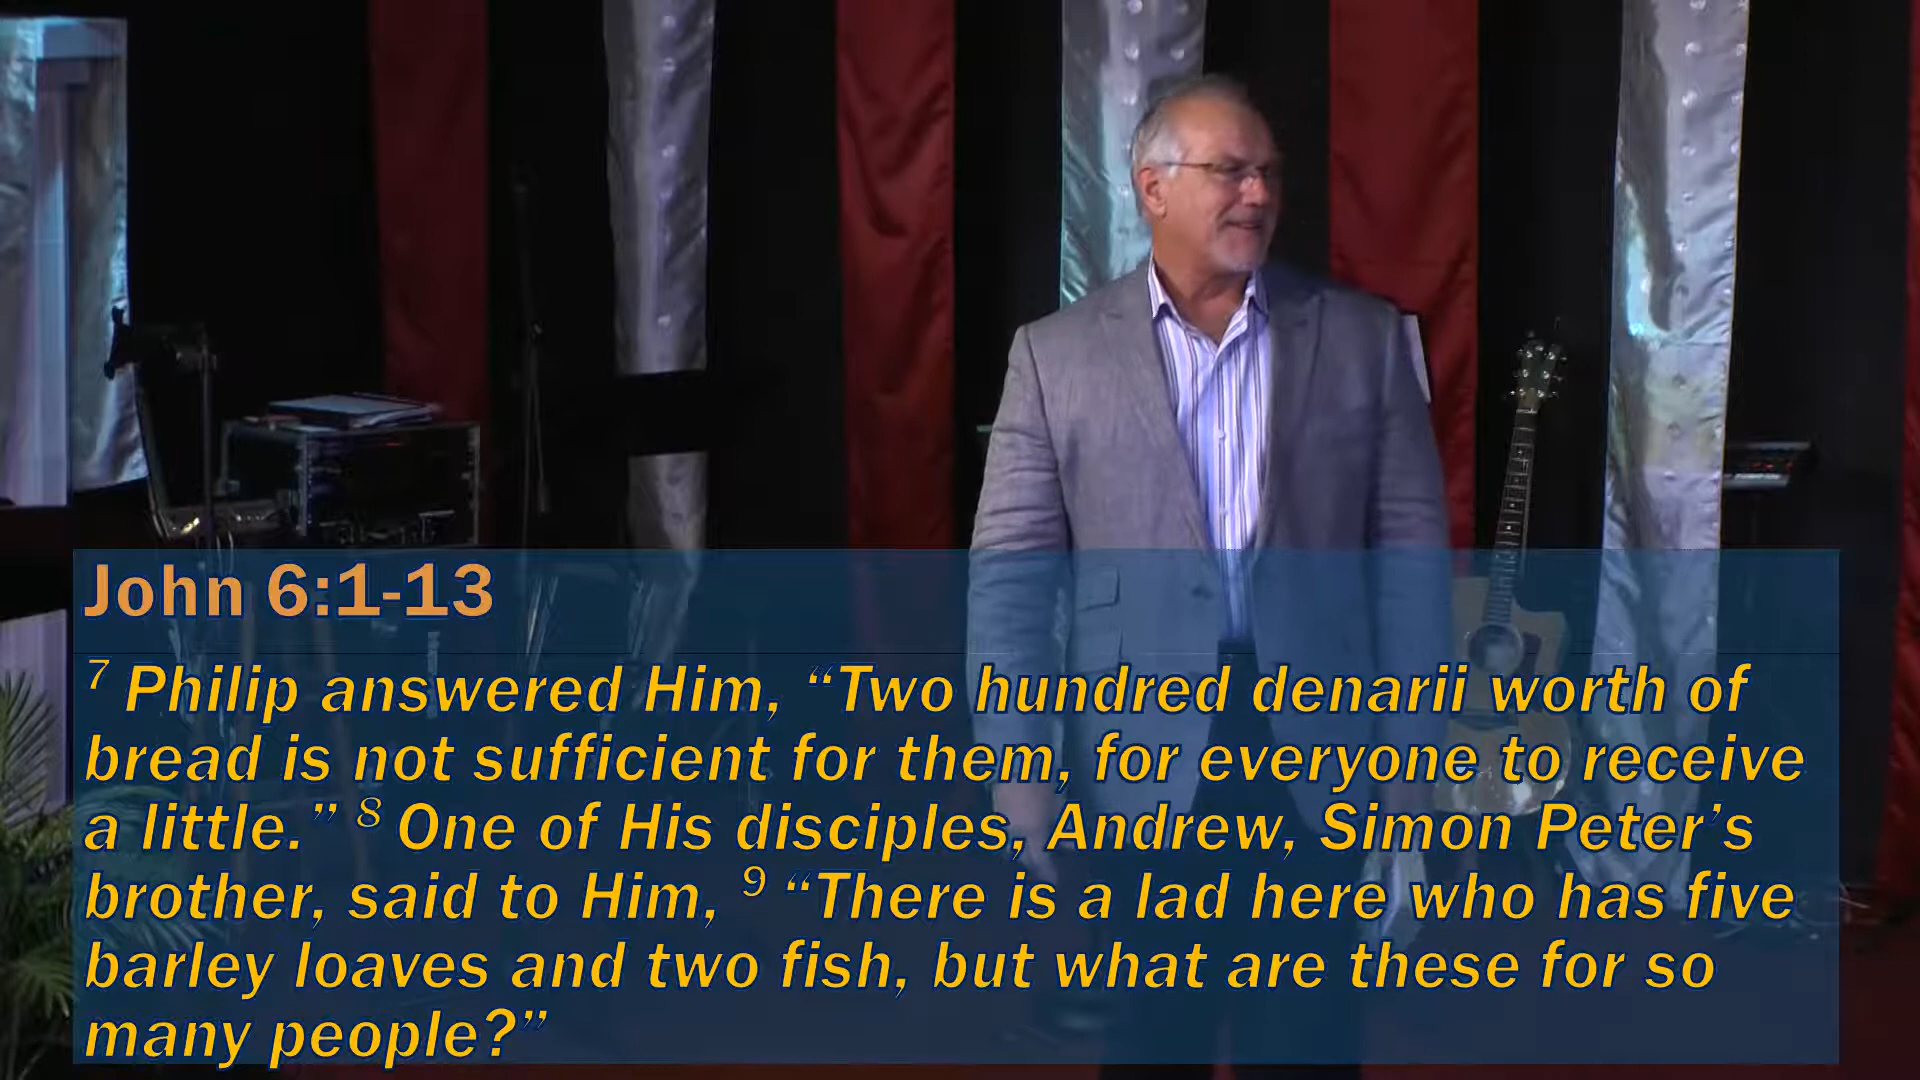 John 6:1-13
7 Philip answered Him, “Two hundred denarii worth of
bread is not sufficient for them, for everyone to receive
a little.” 8 One of His disciples, Andrew, Simon Peter’s
brother, said to Him, 9 “There is a lad here who has five
barley loaves and two fish, but what are these for so
many people?”